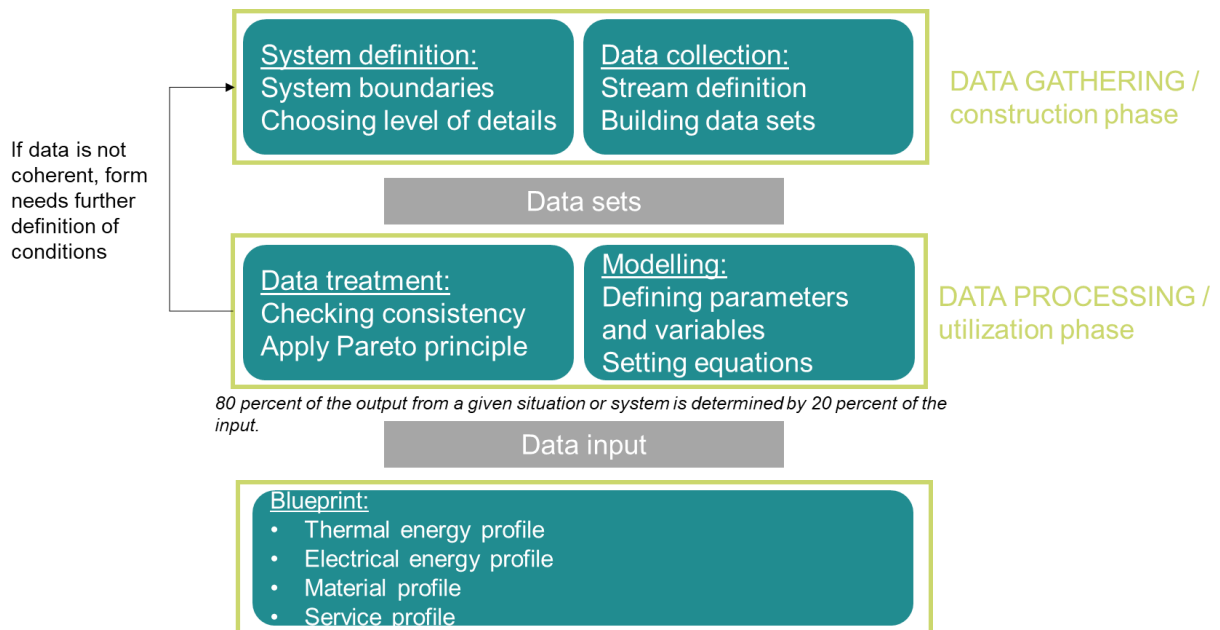 System definition:
System boundaries
Choosing level of details
Data collection:
Stream definition
Building data sets
DATA GATHERING /
construction phase
If data is not
coherent, form
needs further
definition of
conditions
Data sets
Data treatment:
Checking consistency
Apply Pareto principle
Modelling:
Defining parameters
and variables
Setting equations
DATA PROCESSING /
utilization phase
80 percent of the output from a given situation or system is determined by 20 percent of the
input.
Data input
Blueprint:
• Thermal energy profile
• Electrical energy profile
• Material profile
• Service profile